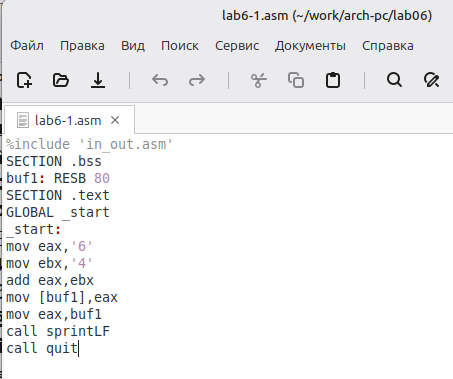 lab6-1.asm (~/work/arch-pc/lab06)
Файл Правка Вид Поиск Сервис Документы Справка
lab6-1.asm ×
%include 'in_out.asm'
SECTION .bss
buf1: RESB 80
SECTION .text
GLOBAL _start
_start:
mov eax,'6'
mov ebx,'4'
add eax,ebx
mov [buf1],eax
mov eax,buf1
call sprintLF
call quit